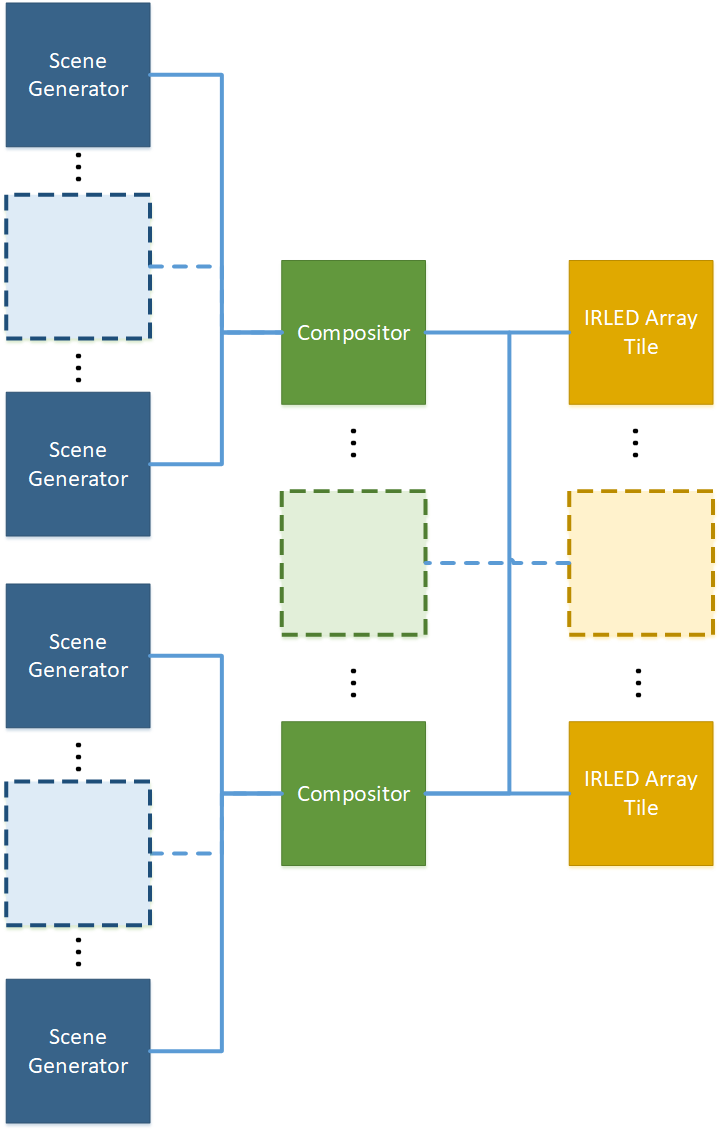 Scene
Generator
Scene
Generator
Scene
Generator
Scene
Generator
Compositor
Compositor
IRLED Array
Tile
IRLED Array
Tile